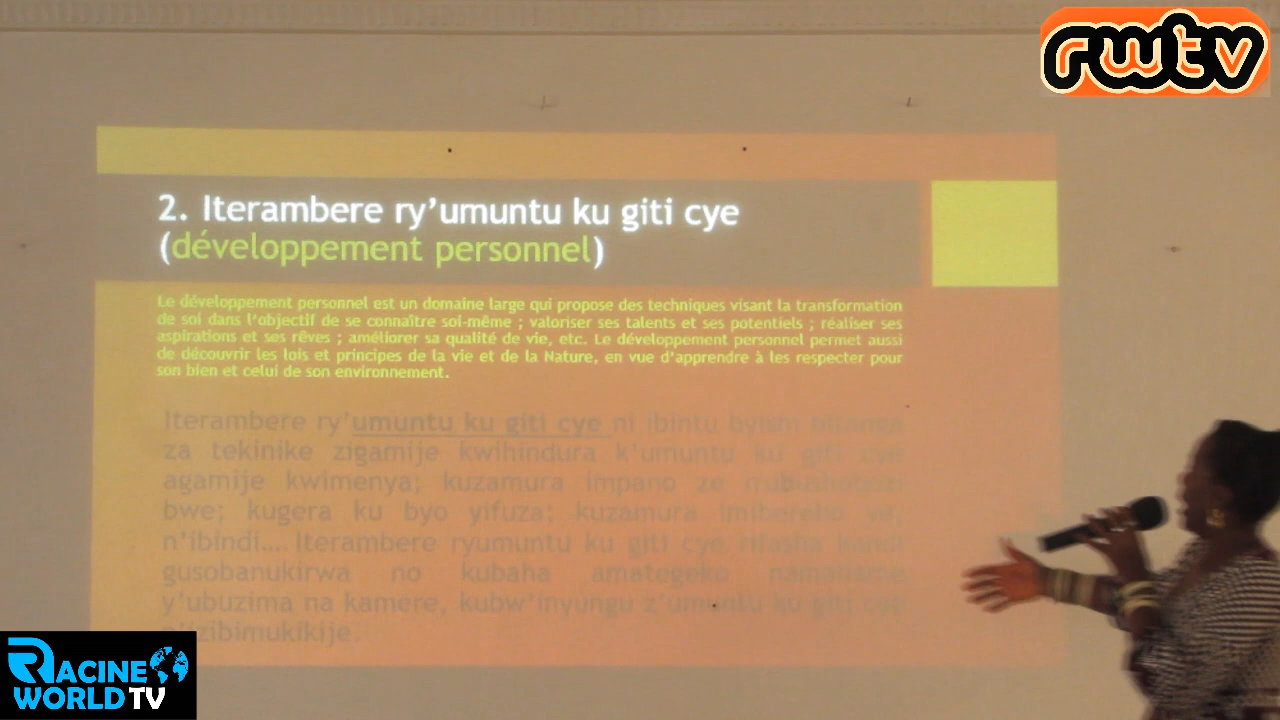 rwtv
2. Iterambere ry’umuntu ku giti cye
(développement personnel)
Le développement personnel est un domaine large qui propose des techniques visant la transformation
de soi dans l’objectif de se connaître soi-même ; valoriser ses talents et ses potentiels ; réaliser ses
aspirations et ses rêves ; améliorer sa qualité de vie, etc. Le développement personnel permet aussi
de découvrir les lois et principes de la vie et de la Nature, en vue d’apprendre à les respecter pour
son bien et celui de son environnement.
Iterambere ry’umuntu ku giti cye ni ibintu
za tekinike zigamije kwihindura k’umuntu ku giti cye
agamije kwimenya; kuzamura impano ze
bwe; kugera ku byo yifuza; kuzamura imibereho ye,
n’ibindi.... Iterambere ryumuntu ku giti cye rifasha kandi
gusobanukirwa no kubaha amategeko
y’ubuzima na kamere, kubw’inyungu z’umuntu ku giti cye
n’izibimukikije.
RACINE
WORLD TV